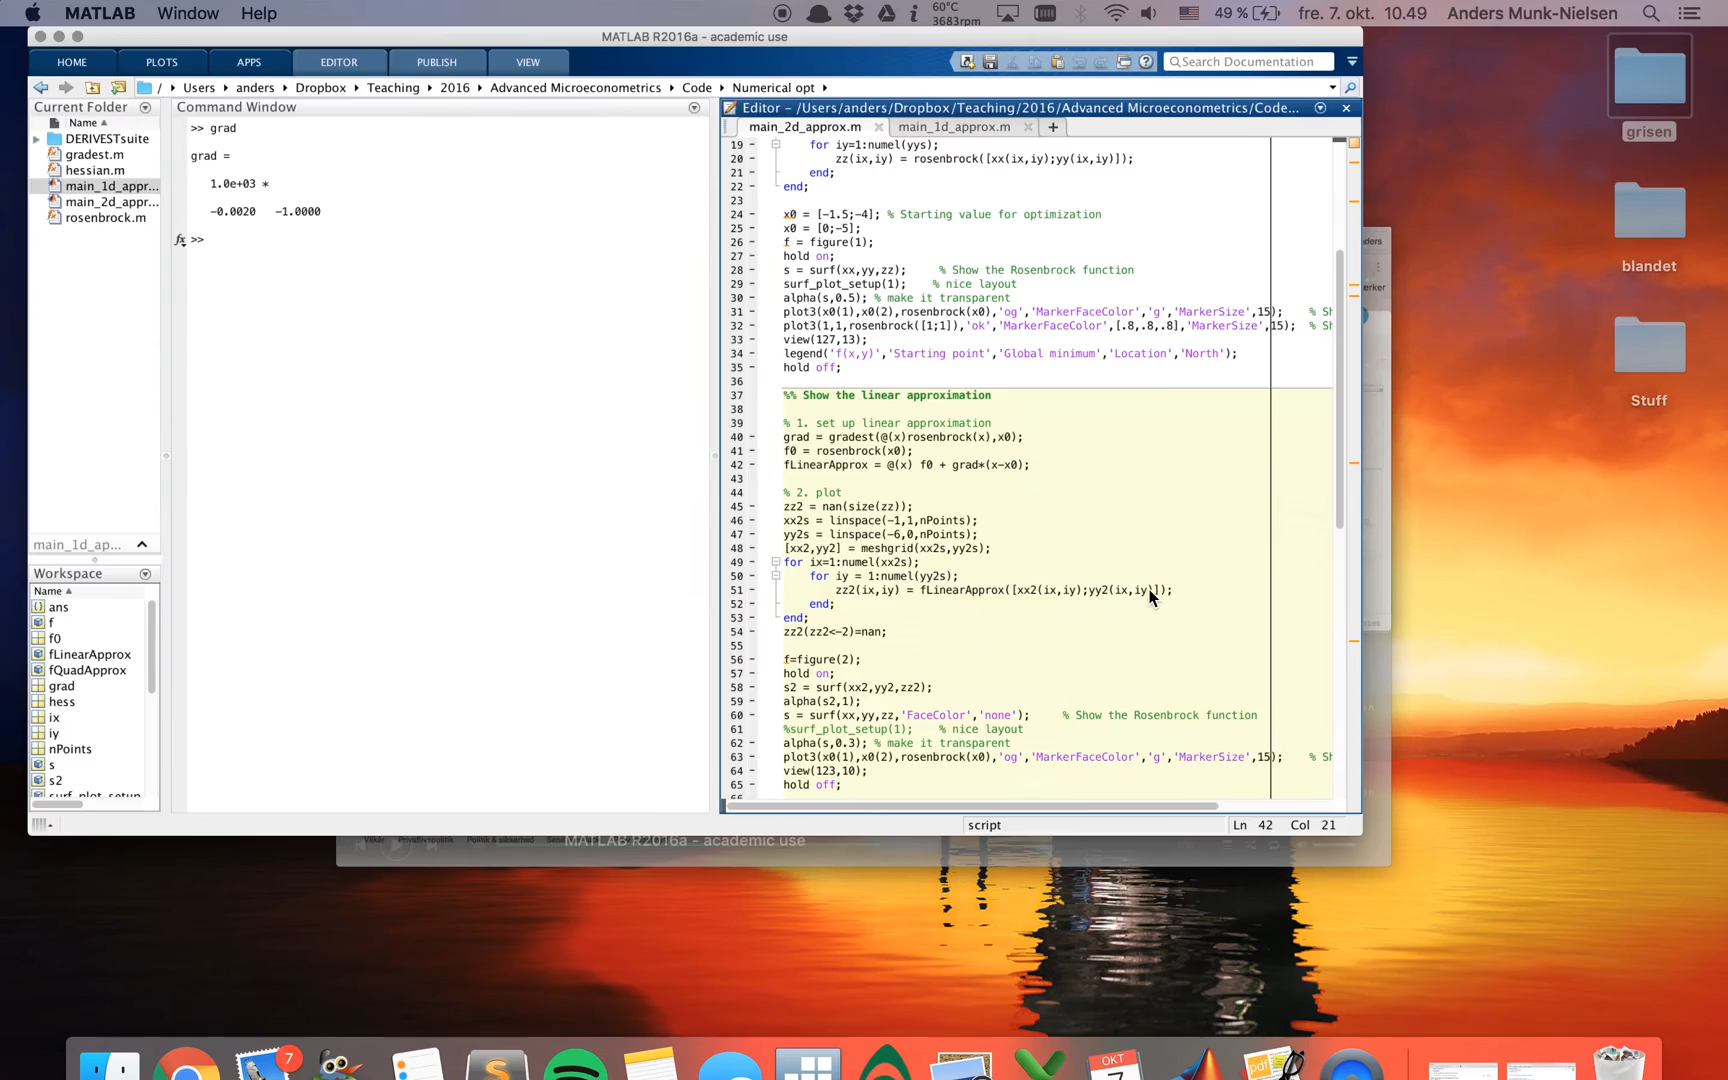 MATLAB Window Help
60°C
3683rpm
49 %
fre. 7. okt. 10.49 Anders Munk-Nielsen
MATLAB R2016a - academic use
HOME PLOTS APPS EDITOR PUBLISH VIEW
Search Documentation
/ Users anders Dropbox Teaching 2016 Advanced Microeconometrics Code Numerical opt
Current Folder
Name
DERIVESTsuite
gradest.m
hessian.m
main_1d_appr...
main_2d_appr...
rosenbrock.m
main_1d_ap...
Workspace
Name
ans
f
f0
fLinearApprox
fQuadApprox
grad
hess
ix
iy
nPoints
s
s2
surf_plot_setup
Command Window
>> grad
grad =
1.0e+03 *
-0.0020 -1.0000
fx >>
Editor - /Users/anders/Dropbox/Teaching/2016/Advanced Microeconometrics/Code...
main_2d_approx.m main_1d_approx.m
19 - for iy=1:numel(yys);
20 - zz(ix,iy) = rosenbrock([xx(ix,iy);yy(ix,iy)]);
21 - end;
22 - end;
23
24 - x0 = [-1.5;-4]; % Starting value for optimization
25 - x0 = [0;-5];
26 - f = figure(1);
27 - hold on;
28 - s = surf(xx,yy,zz); % Show the Rosenbrock function
29 - surf_plot_setup(1); % nice layout
30 - alpha(s,0.5); % make it transparent
31 - plot3(x0(1),x0(2),rosenbrock(x0),'og','MarkerFaceColor','g','MarkerSize',15); % Sh
32 - plot3(1,1,rosenbrock([1;1]),'ok','MarkerFaceColor',[.8,.8,.8],'MarkerSize',15); % Sh
33 - view(127,13);
34 - legend('f(x,y)','Starting point','Global minimum','Location','North');
35 - hold off;
36
37 %% Show the linear approximation
38
39 % 1. set up linear approximation
40 - grad = gradest(@(x)rosenbrock(x),x0);
41 - f0 = rosenbrock(x0);
42 - fLinearApprox = @(x) f0 + grad*(x-x0);
43
44 % 2. plot
45 - zz2 = nan(size(zz));
46 - xx2s = linspace(-1,1,nPoints);
47 - yy2s = linspace(-6,0,nPoints);
48 - [xx2,yy2] = meshgrid(xx2s,yy2s);
49 - for ix=1:numel(xx2s);
50 - for iy = 1:numel(yy2s);
51 - zz2(ix,iy) = fLinearApprox([xx2(ix,iy);yy2(ix,iy)]);
52 - end;
53 - end;
54 - zz2(zz2<-2)=nan;
55
56 - f=figure(2);
57 - hold on;
58 - s2 = surf(xx2,yy2,zz2);
59 - alpha(s2,1);
60 - s = surf(xx,yy,zz,'FaceColor','none'); % Show the Rosenbrock function
61 %surf_plot_setup(1); % nice layout
62 - alpha(s,0.3); % make it transparent
63 - plot3(x0(1),x0(2),rosenbrock(x0),'og','MarkerFaceColor','g','MarkerSize',15); % Sh
64 - view(123,10);
65 - hold off;
66
script Ln 42 Col 21
MATLAB R2016a - academic use
grisen
blandet
Stuff
7
OKT
7
pdf